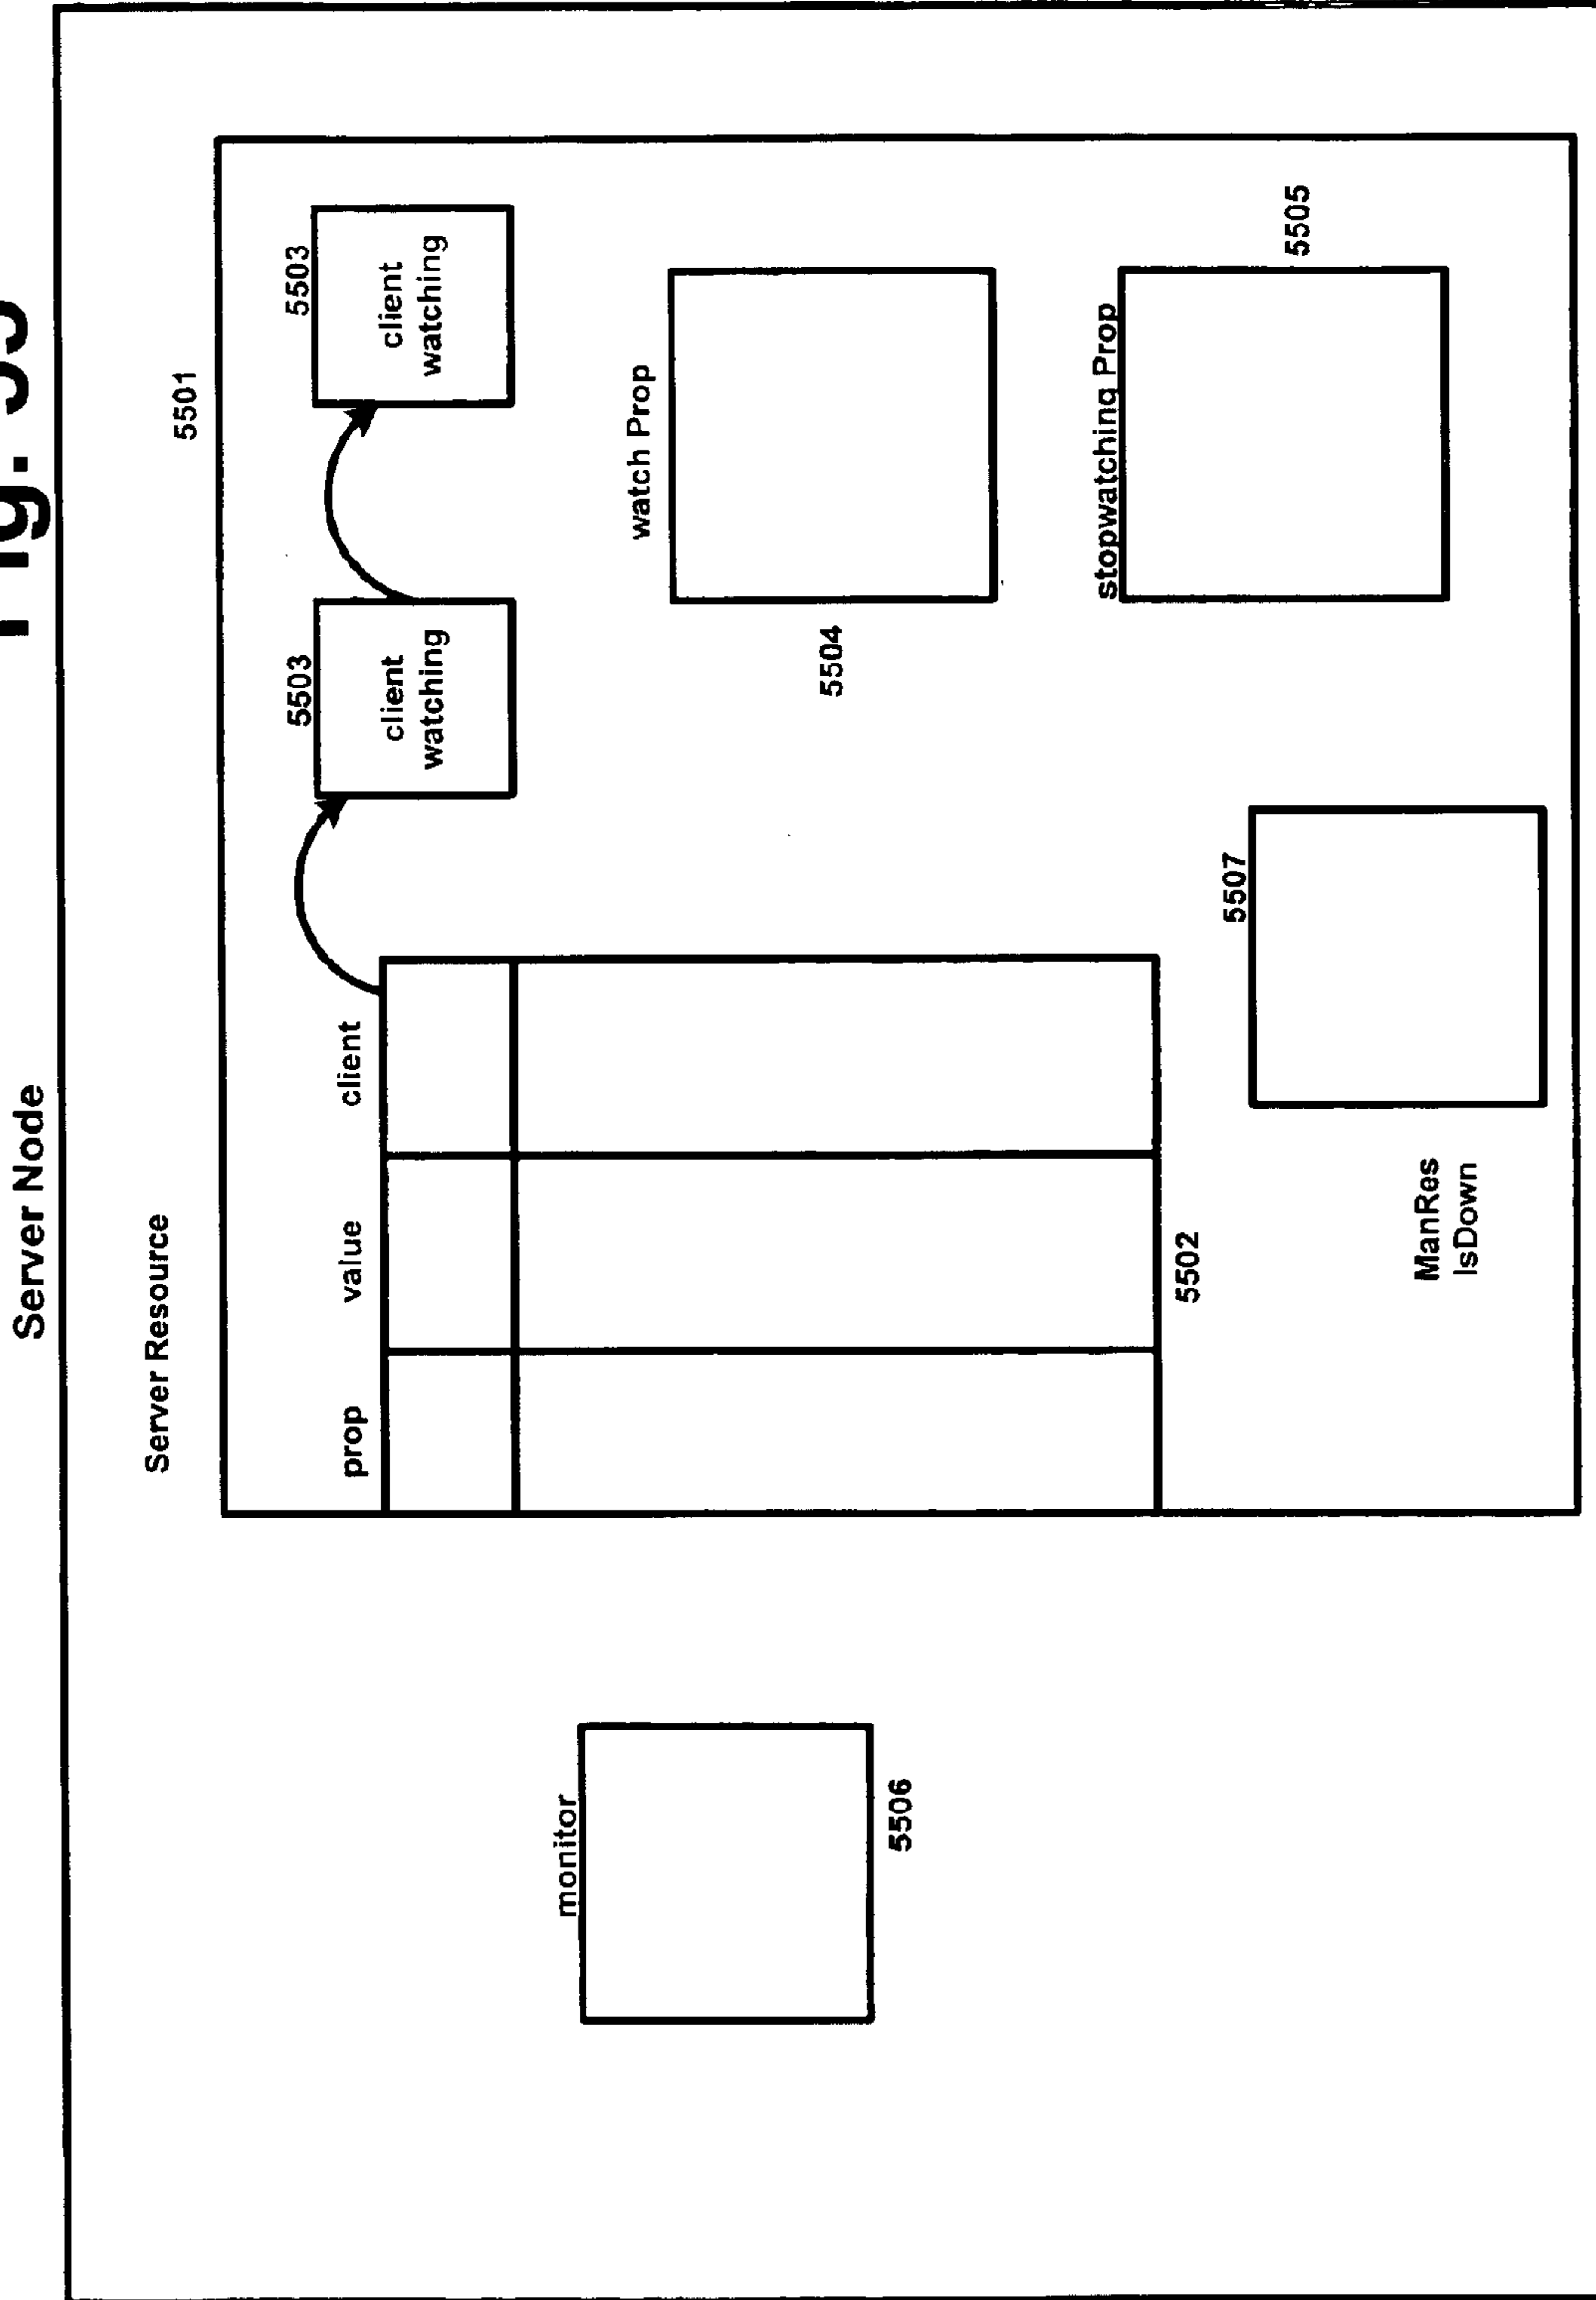 Fig.
Server Node
Server Resource
5501
5503
5503
prop value client
client
watching
client
watching
monitor
watch Prop
5504
5506
stopwatching Prop
5502
5507
5505
ManRes
IsDown